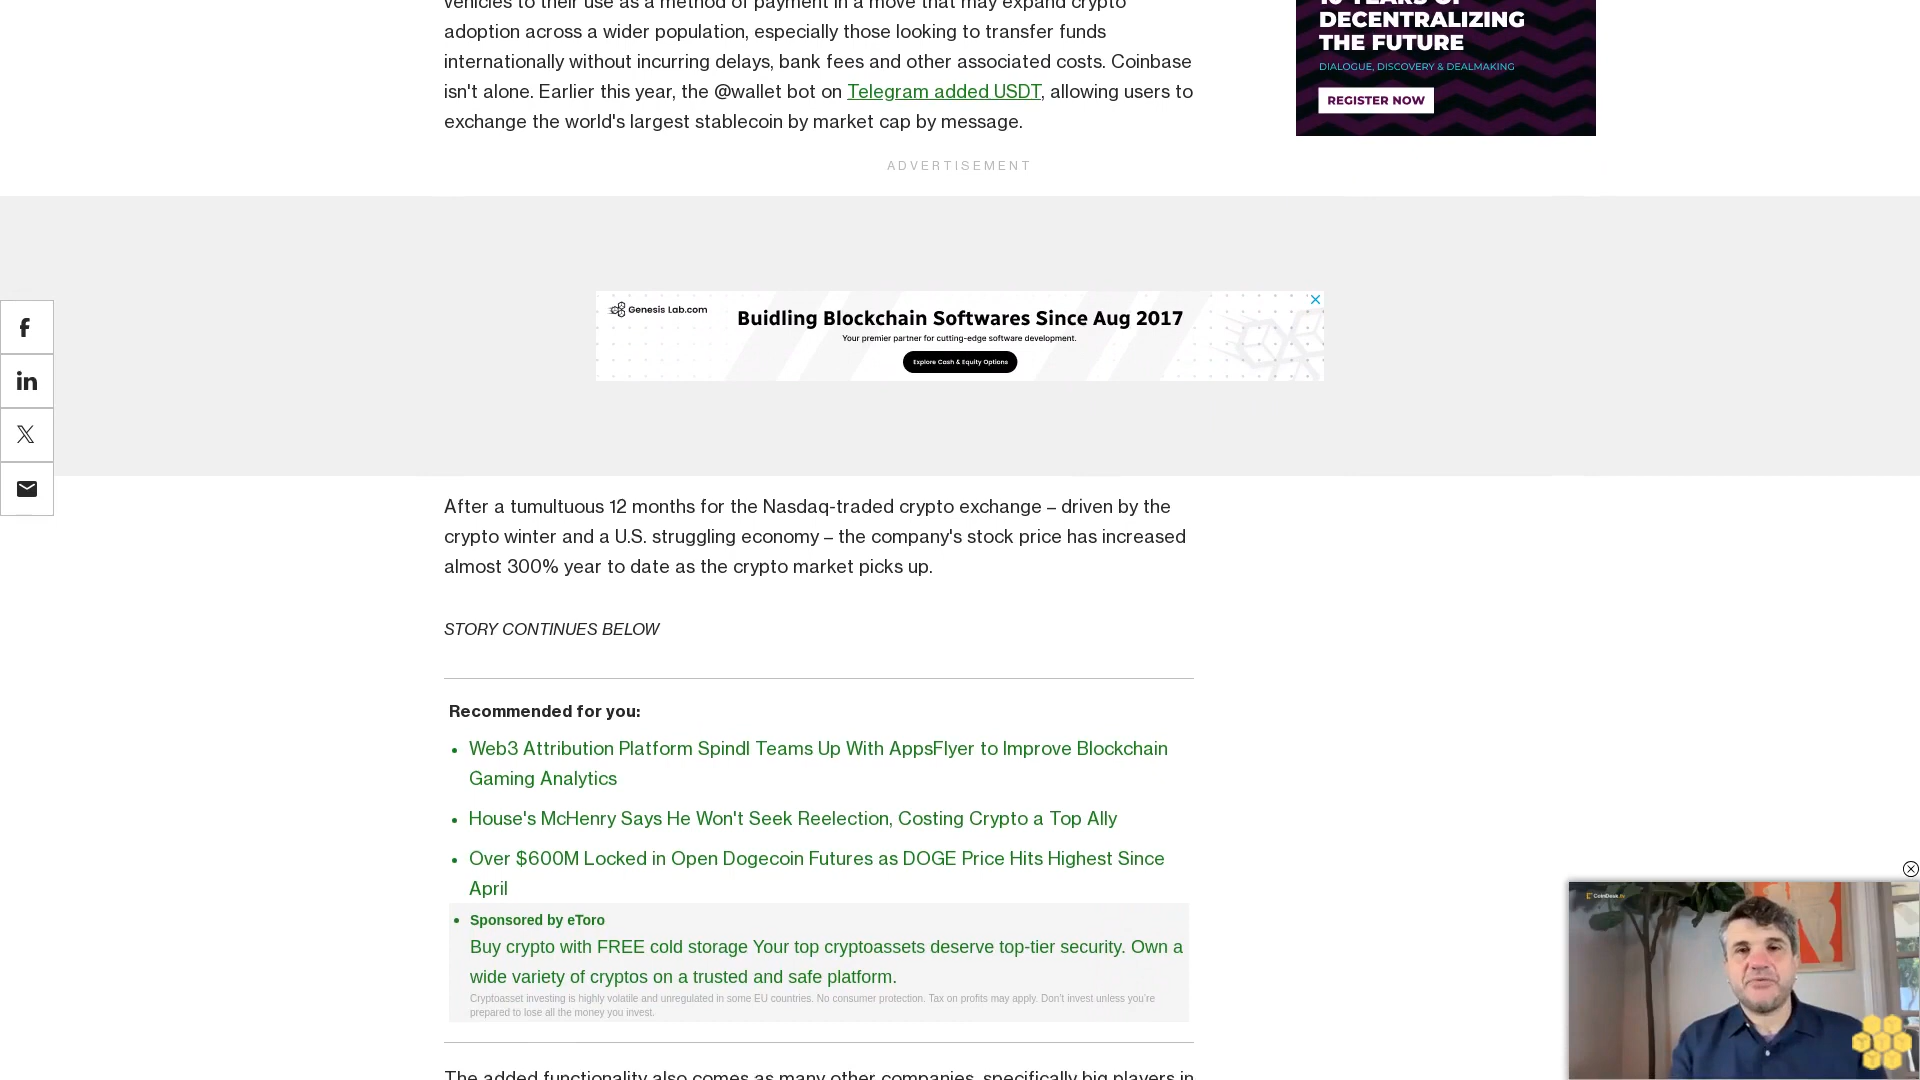 vehicles to their use as a method of payment in a move that may expand crypto
adoption across a wider population, especially those looking to transfer funds
internationally without incurring delays, bank fees and other associated costs. Coinbase
isn't alone. Earlier this year, the @wallet bot on Telegram added USDT, allowing users to
exchange the world's largest stablecoin by market cap by message.
10 YEARS OF
DECENTRALIZING
THE FUTURE
DIALOGUE, DISCOVERY & DEALMAKING
REGISTER NOW
ADVERTISEMENT
Genesis Lab.com
Buidling Blockchain Softwares Since Aug 2017
Your premier partner for cutting-edge software development.
Explore Cash & Equity Options
After a tumultuous 12 months for the Nasdaq-traded crypto exchange – driven by the
crypto winter and a U.S. struggling economy – the company's stock price has increased
almost 300% year to date as the crypto market picks up.
STORY CONTINUES BELOW
Recommended for you:
• Web3 Attribution Platform Spindl Teams Up With AppsFlyer to Improve Blockchain
Gaming Analytics
• House's McHenry Says He Won't Seek Reelection, Costing Crypto a Top Ally
• Over $600M Locked in Open Dogecoin Futures as DOGE Price Hits Highest Since
April
• Sponsored by eToro
Buy crypto with FREE cold storage Your top cryptoassets deserve top-tier security. Own a
wide variety of cryptos on a trusted and safe platform.
Cryptoasset investing is highly volatile and unregulated in some EU countries. No consumer protection. Tax on profits may apply. Don't invest unless you're
prepared to lose all the money you invest.
CoinDesk
The added functionality also comes as many other companies, specifically big players in